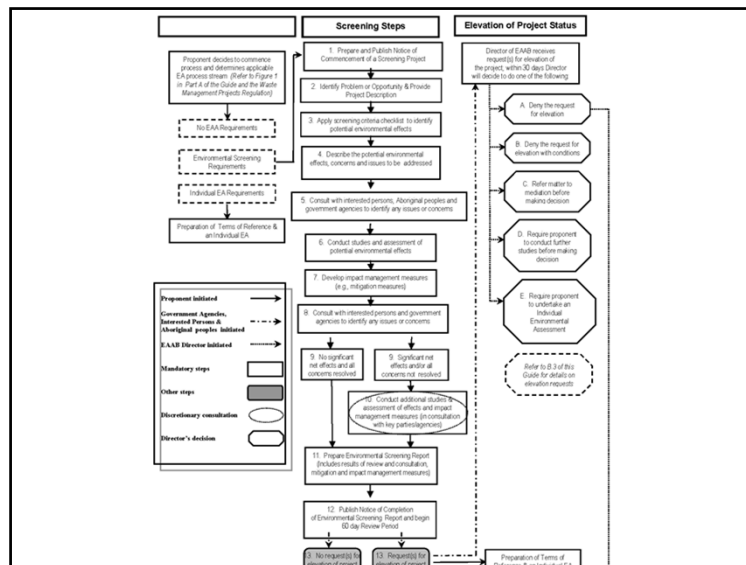 Screening Steps
Elevation of Project Status
Proponent decides to commence
process and determines applicable
EA process stream (Refer to Figure 1
in Part A of the Guide and the Waste
Management Projects Regulation)
No EAA Requirements
Environmental Screening
Requirements
Individual EA Requirements
Preparation of Terms of Reference &
an Individual EA
1. Prepare and Publish Notice of
Commencement of a Screening Project
2. Identify Problem or Opportunity & Provide
Project Description
3. Apply screening criteria checklist to identify
potential environmental effects
4. Describe the potential environmental
effects, concerns and issues to be addressed
5. Consult with interested persons, Aboriginal peoples and
government agencies to identify any issues or concerns
6. Conduct studies and assessment of
potential environmental effects
7. Develop impact management measures
(e.g., mitigation measures)
8. Consult with interested persons and government
agencies to identify any issues or concerns
9. No significant
net effects and all
concerns resolved
9. Significant net
effects and/or all
concerns not resolved
10. Conduct additional studies &
assessment of effects and impact
management measures (in consultation
with key parties/agencies)
11. Prepare Environmental Screening Report
(Includes results of review and consultation,
mitigation and impact management measures)
12. Publish Notice of Completion
of Environmental Screening Report and begin
60 day Review Period
3. No request(s) for
elevation of project
13. Request(s) for
elevation of project
Director of EAAB receives
request(s) for elevation of
the project; within 30 days Director
will decide to do one of the following:
A. Deny the request
for elevation
B. Deny the request for
elevation with conditions
C. Refer matter to
mediation before
making decision
D. Require proponent
to conduct further
studies before making
decision
E. Require proponent
to undertake an
Individual
Environmental
Assessment
Refer to B.3 of this
Guide for details on
elevation requests
Preparation of Terms of
Reference & an Individual EA
Proponent initiated
Government Agencies,
Interested Persons &
Aboriginal peoples initiated
EAAB Director initiated
Mandatory steps
Other steps
Discretionary consultation
Director's decision